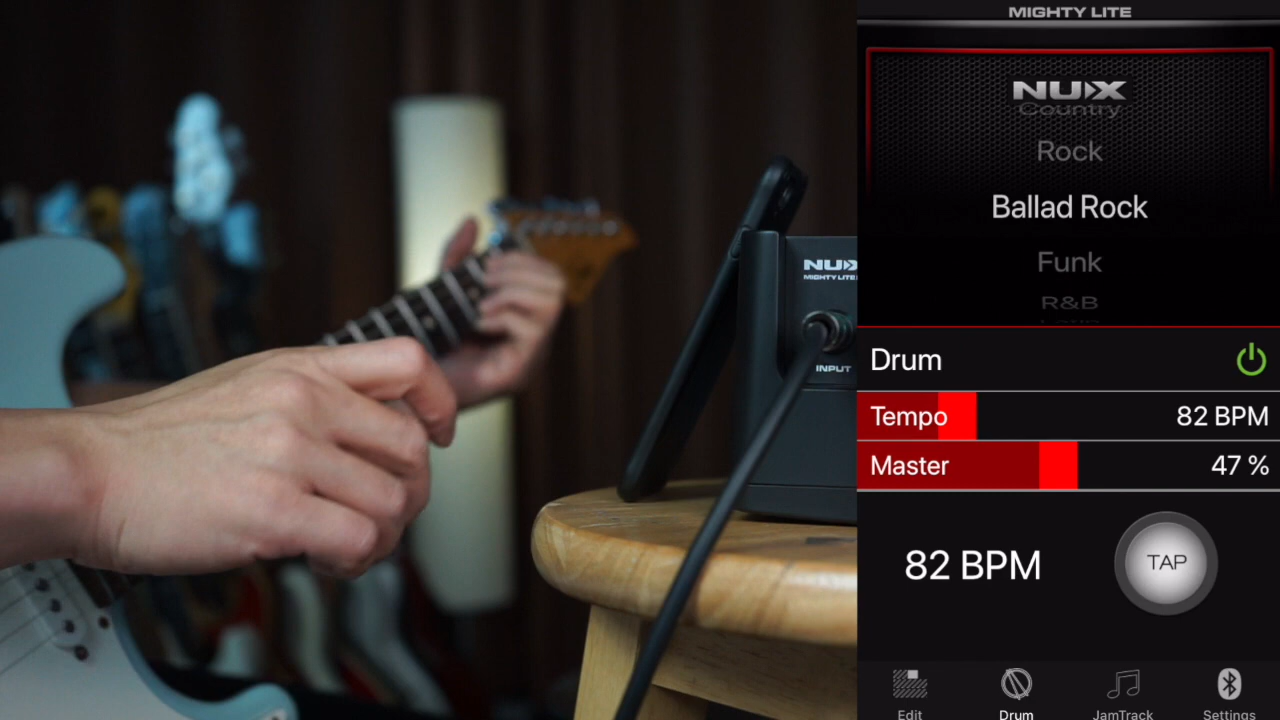 NUX
MIGHTY LITE
INPUT
MIGHTY LITE
NUX
Country
Rock
Ballad Rock
Funk
R&B
Drum
Tempo 82 BPM
Master 47 %
82 BPM
TAP
Edit Drum JamTrack Settings